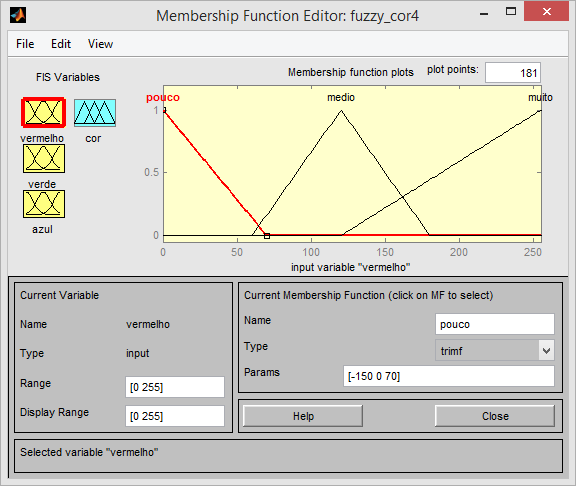 Membership Function Editor: fuzzy_cor4
File Edit View
FIS Variables
Membership function plots
plot points:
181
vermelho
cor
verde
azul
pouco
medio
muito
1
0.5
0
0 50 100 150 200 250
input variable "vermelho"
Current Variable
Name vermelho
Type input
Range [0 255]
Display Range [0 255]
Current Membership Function (click on MF to select)
Name pouco
Type trimf
Params [-150 0 70]
Help Close
Selected variable "vermelho"